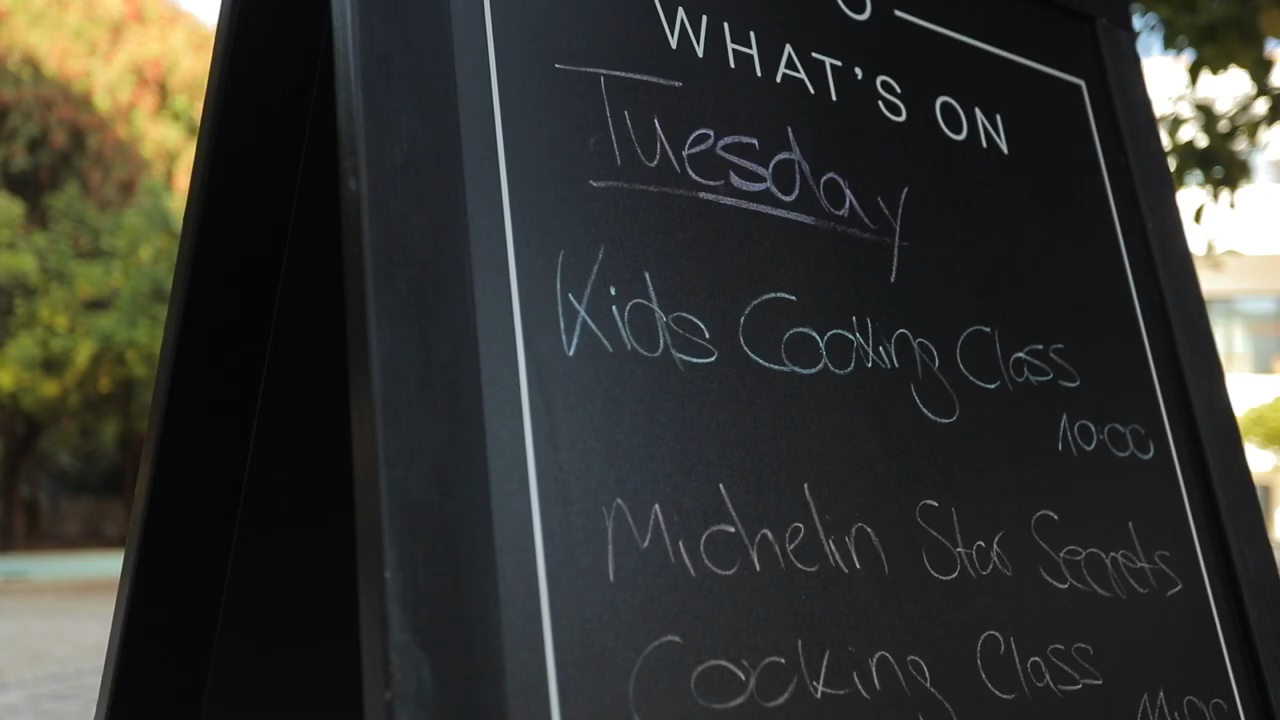 WHAT'S ON
Tuesday
Kids Cooking Class
10:00
Michelin Star Secrets
Cooking Class